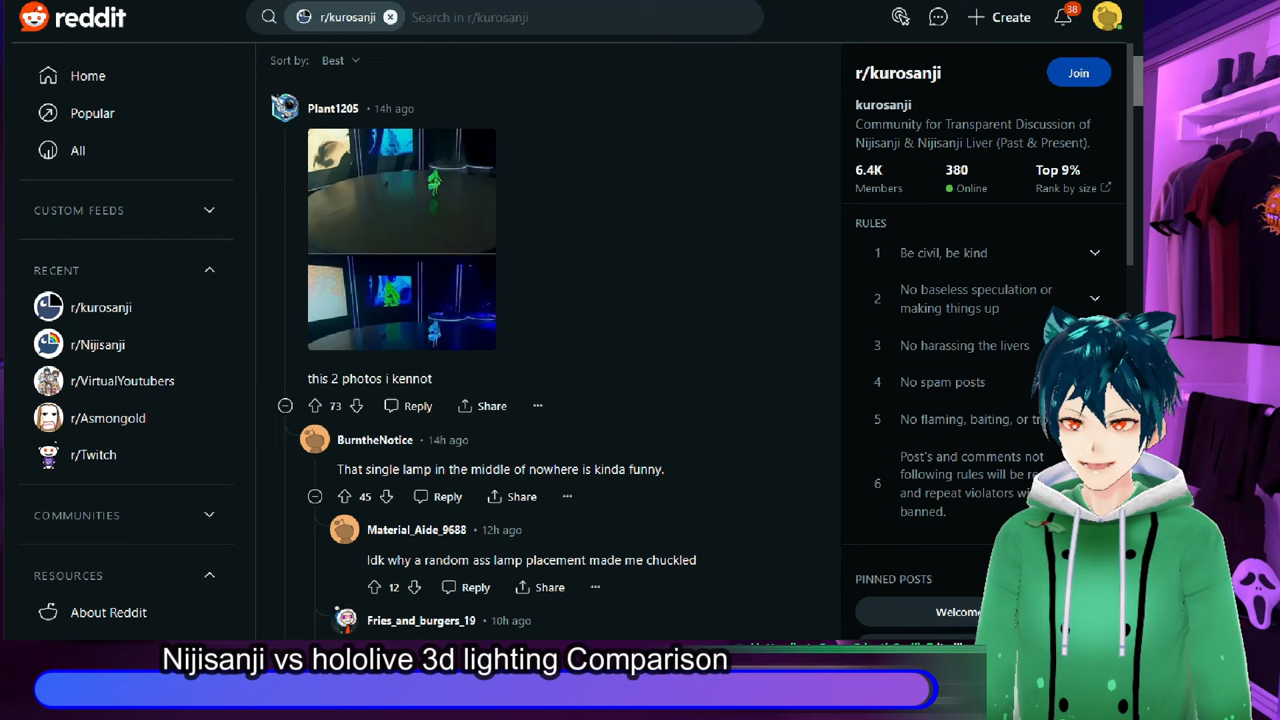 reddit
r/kurosanji
Search in r/kurosanji
Create
38
Home
Popular
All
CUSTOM FEEDS
RECENT
r/kurosanji
r/Nijisanji
r/VirtualYoutubers
r/Asmongold
r/Twitch
COMMUNITIES
RESOURCES
About Reddit
Sort by: Best
Plant1205 • 14h ago
this 2 photos i kennot
73 Reply Share
BurntheNotice • 14h ago
That single lamp in the middle of nowhere is kinda funny.
45 Reply Share
Material_Aide_9688 • 12h ago
Idk why a random ass lamp placement made me chuckled
12 Reply Share
Fries_and_burgers_19 • 10h ago
r/kurosanji
Join
kurosanji
Community for Transparent Discussion of
Nijisanji & Nijisanji Liver (Past & Present).
6.4K 380 Top 9%
Members Online Rank by size
RULES
1 Be civil, be kind
2 No baseless speculation or
making things up
3 No harassing the livers
4 No spam posts
5 No flaming, baiting, or
6 Post's and comments not
following rules will be
and repeat violators
banned.
PINNED POSTS
Nijisanji vs hololive 3d lighting Comparison